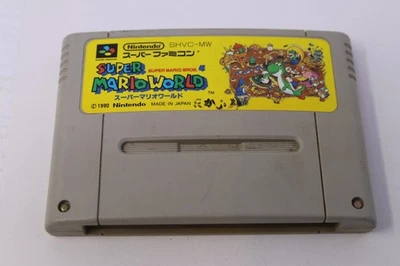 Nintendo SHVC-MW
スーパーファミコン
SUPER MARIO BROS. 4
SUPER
MARIO WORLD
TM
スーパーマリオワールド
©1990 Nintendo MADE IN JAPAN